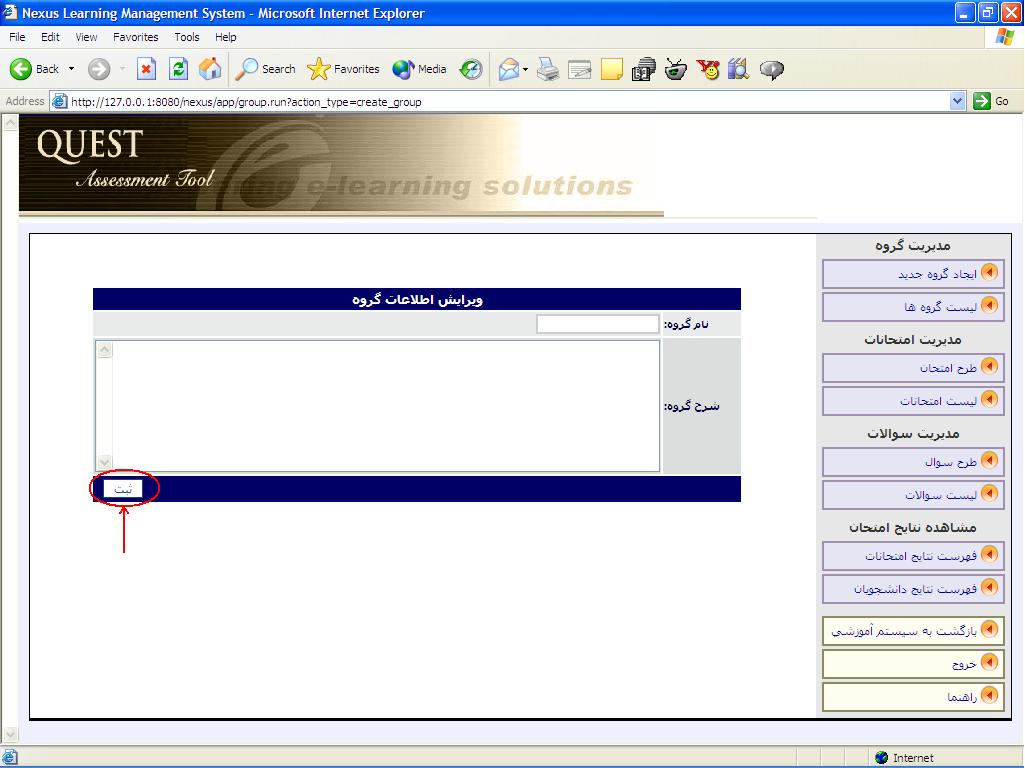 Nexus Learning Management System - Microsoft Internet Explorer
File Edit View Favorites Tools Help
Back Search Favorites Media
Address http://127.0.0.1:8080/nexus/app/group.run?action_type=create_group Go
QUEST
Assessment Tool
ring e-learning solutions
مدیریت گروه
ایجاد گروه جدید
لیست گروه ها
مدیریت امتحانات
طرح امتحان
لیست امتحانات
مدیریت سوالات
طرح سوال
لیست سوالات
مشاهده نتایج امتحان
فهرست نتایج امتحانات
فهرست نتایج دانشجویان
بازگشت به سیستم آموزشی
خروج
راهنما
ویرایش اطلاعات گروه
نام گروه:
شرح گروه:
ثبت
Internet